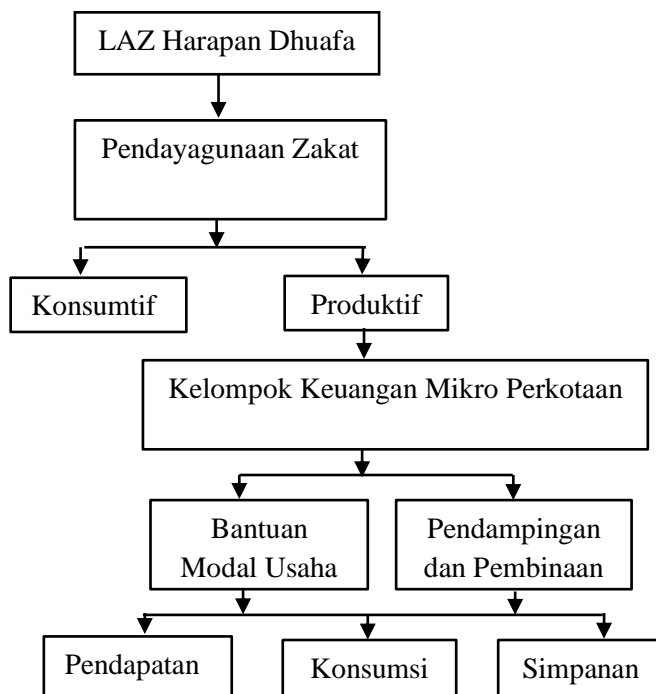 LAZ Harapan Dhuafa
Pendayagunaan Zakat
Konsumtif
Produktif
Kelompok Keuangan Mikro Perkotaan
Bantuan
Modal Usaha
Pendampingan
dan Pembinaan
Pendapatan
Konsumsi
Simpanan